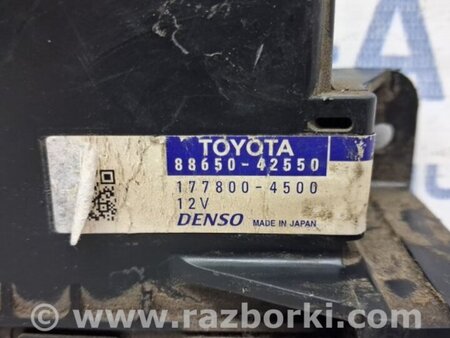 TOYOTA
88650-42550
177800-4500
12V
DENSO MADE IN JAPAN
www.razborki.com